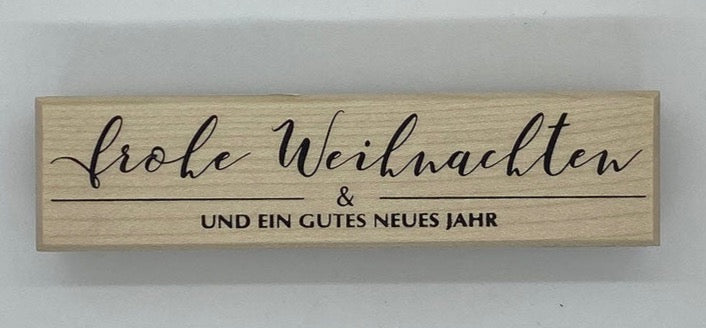 frohe Weihnachten
&
UND EIN GUTES NEUES JAHR